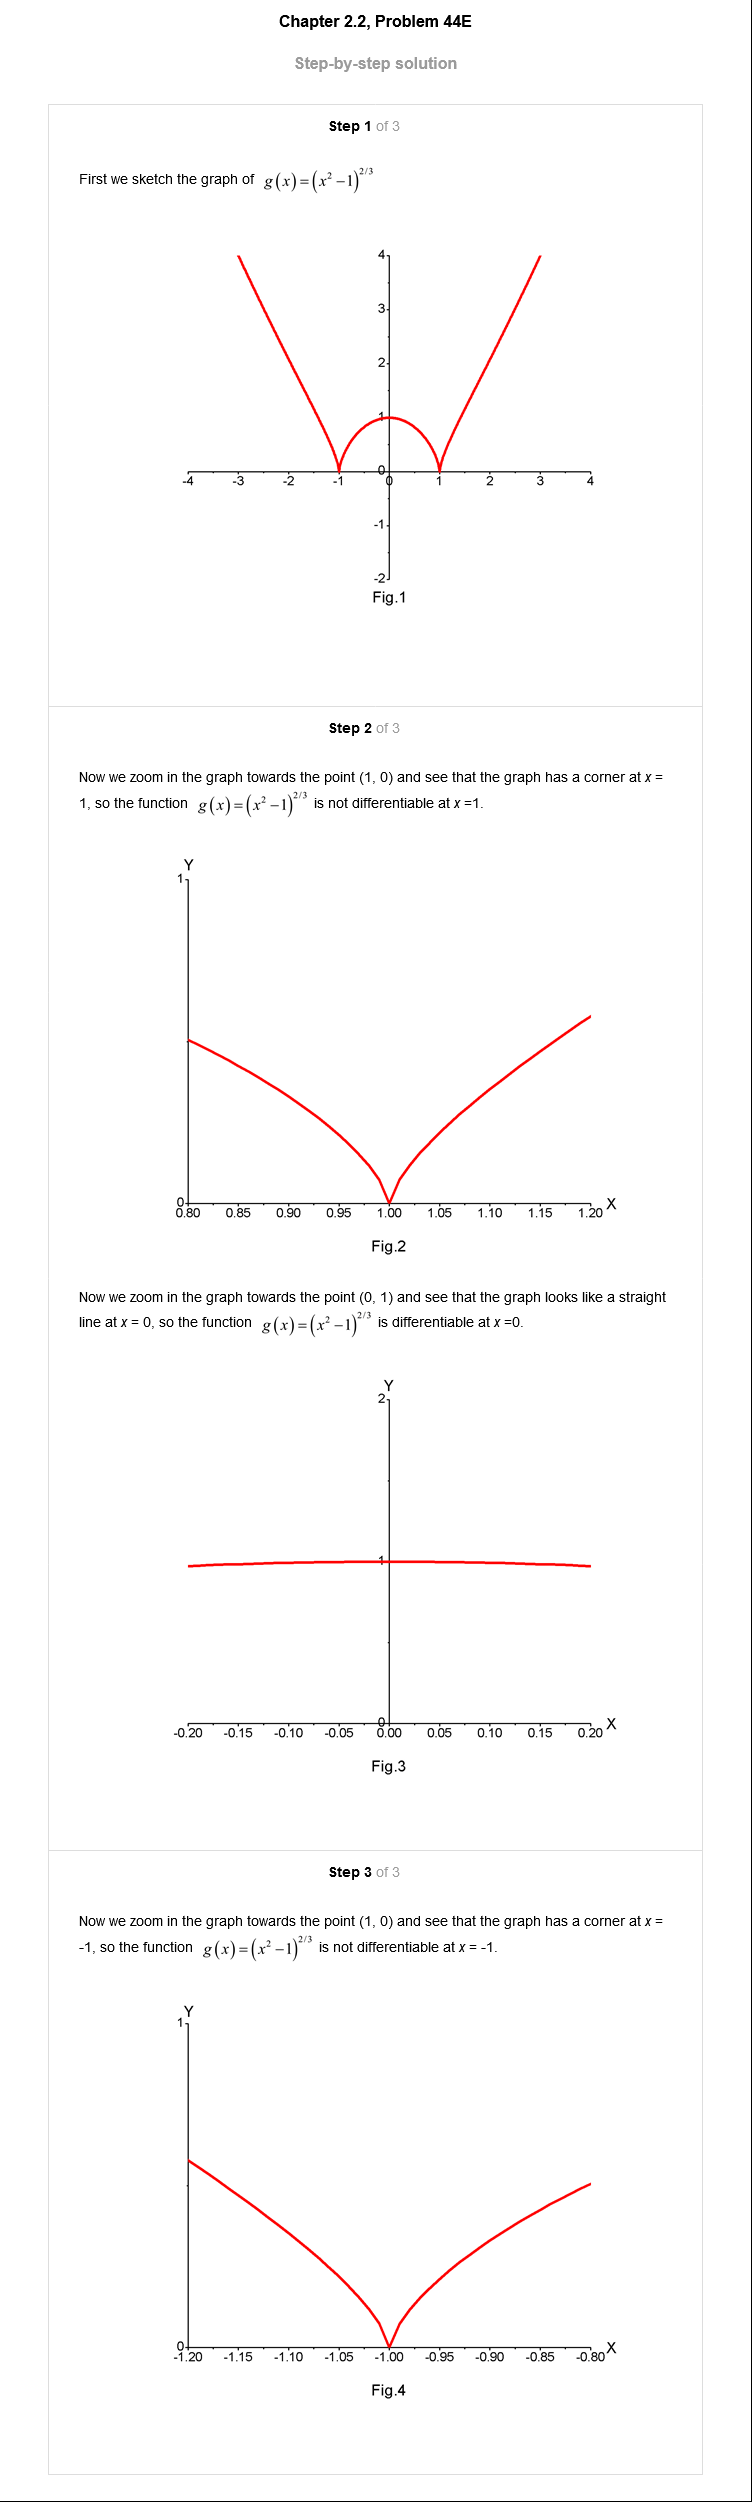 Chapter 2.2, Problem 44E
Step-by-step solution
Step 1 of 3
First we sketch the graph of g(x)=(x²−1)^2/3
4
3
2
1
0
-4 -3 -2 -1 0 1 2 3 4
-1
-2
Fig.1
Step 2 of 3
Now we zoom in the graph towards the point (1, 0) and see that the graph has a corner at x =
1, so the function g(x)=(x²−1)^2/3 is not differentiable at x =1.
Y
1
0
0.80 0.85 0.90 0.95 1.00 1.05 1.10 1.15 1.20 X
Fig.2
Now we zoom in the graph towards the point (0, 1) and see that the graph looks like a straight
line at x = 0, so the function g(x)=(x²−1)^2/3 is differentiable at x =0.
Y
2
1
0
-0.20 -0.15 -0.10 -0.05 0.00 0.05 0.10 0.15 0.20 X
Fig.3
Step 3 of 3
Now we zoom in the graph towards the point (1, 0) and see that the graph has a corner at x =
-1, so the function g(x)=(x²−1)^2/3 is not differentiable at x = -1.
Y
1
0
-1.20 -1.15 -1.10 -1.05 -1.00 -0.95 -0.90 -0.85 -0.80 X
Fig.4